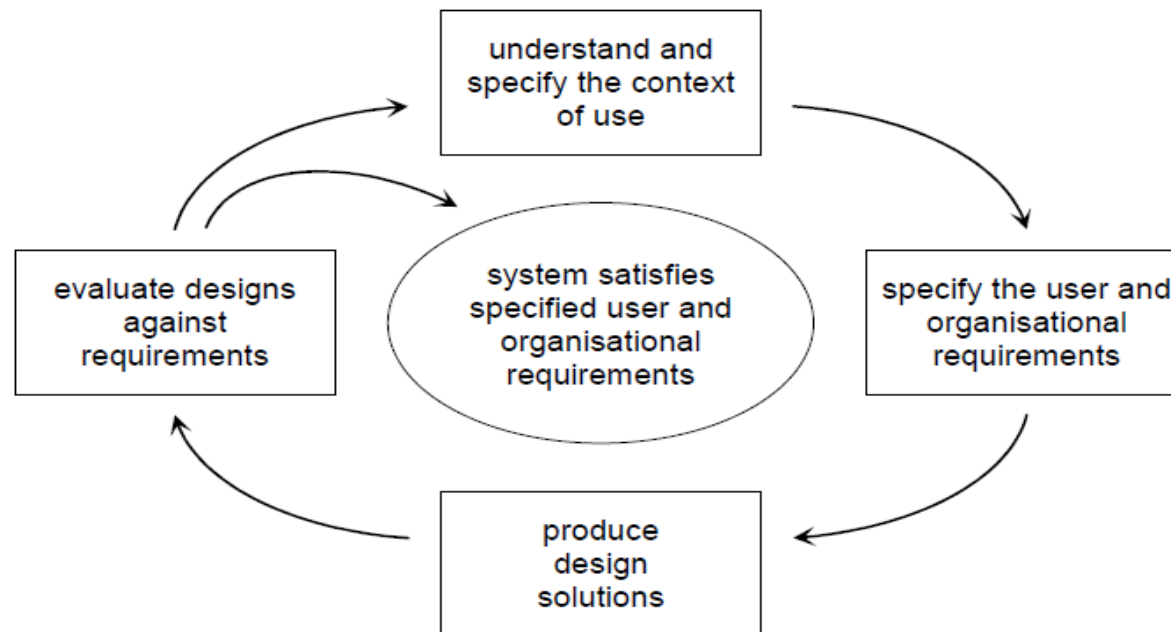 understand and
specify the context
of use
evaluate designs
against
requirements
system satisfies
specified user and
organisational
requirements
specify the user and
organisational
requirements
produce
design
solutions